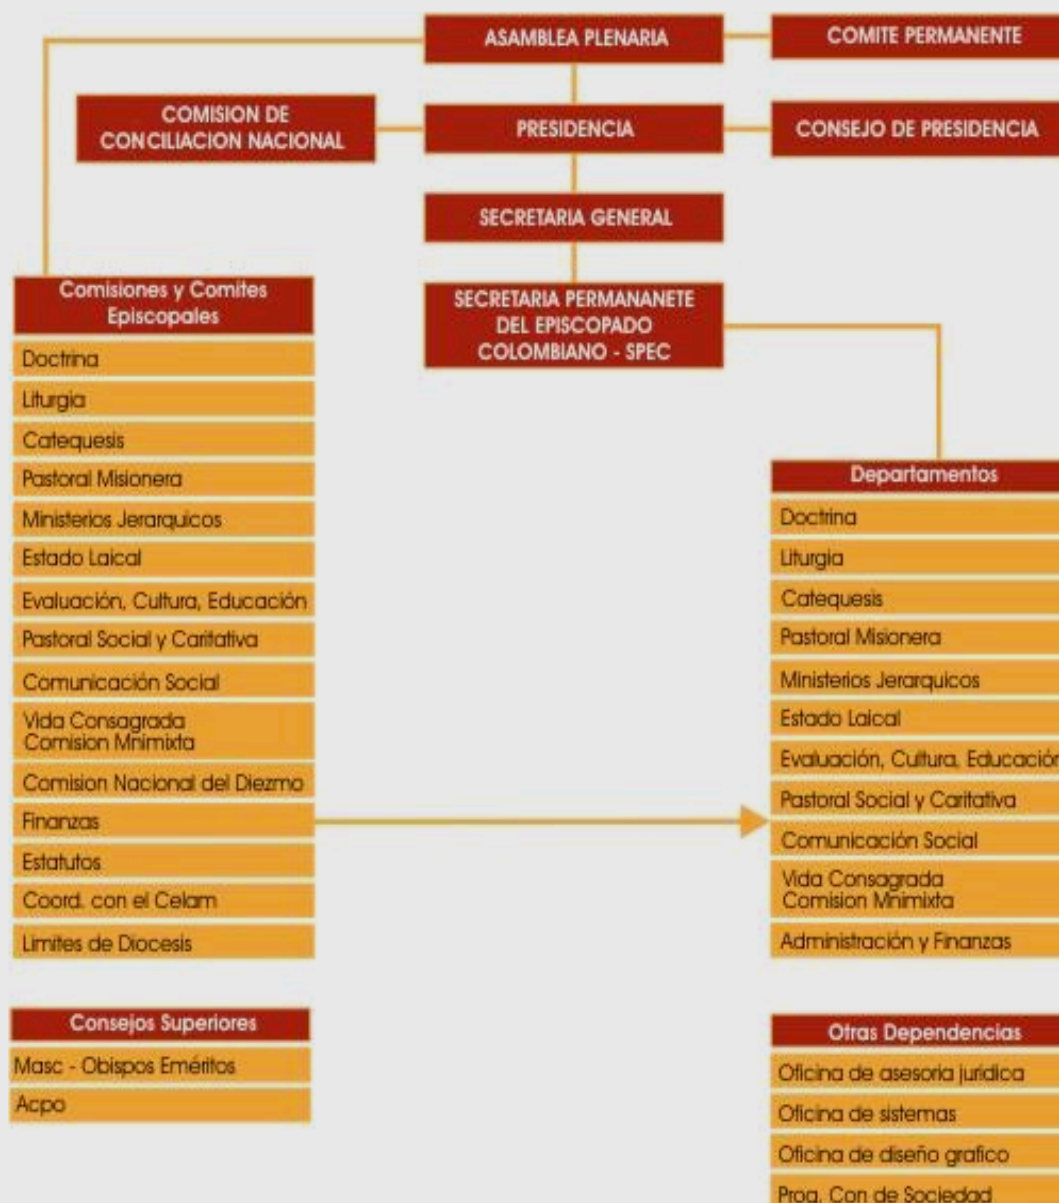 ASAMBLEA PLENARIA
COMITE PERMANENTE
COMISION DE
CONCILIACION NACIONAL
PRESIDENCIA
CONSEJO DE PRESIDENCIA
SECRETARIA GENERAL
SECRETARIA PERMANANETE
DEL EPISCOPADO
COLOMBIANO - SPEC
Comisiones y Comites
Episcopales
Doctrina
Liturgia
Catequesis
Pastoral Misionera
Ministerios Jerarquicos
Estado Laical
Evaluación, Cultura, Educación
Pastoral Social y Caritativa
Comunicación Social
Vida Consagrada
Comision Mnimixta
Comision Nacional del Diezmo
Finanzas
Estatutos
Coord. con el Celam
Limites de Diocesis
Consejos Superiores
Masc - Obispos Eméritos
Acpo
Departamentos
Doctrina
Liturgia
Catequesis
Pastoral Misionera
Ministerios Jerarquicos
Estado Laical
Evaluación, Cultura, Educación
Pastoral Social y Caritativa
Comunicación Social
Vida Consagrada
Comision Mnimixta
Administración y Finanzas
Otras Dependencias
Oficina de asesoria juridica
Oficina de sistemas
Oficina de diseño grafico
Prog. Con de Sociedad